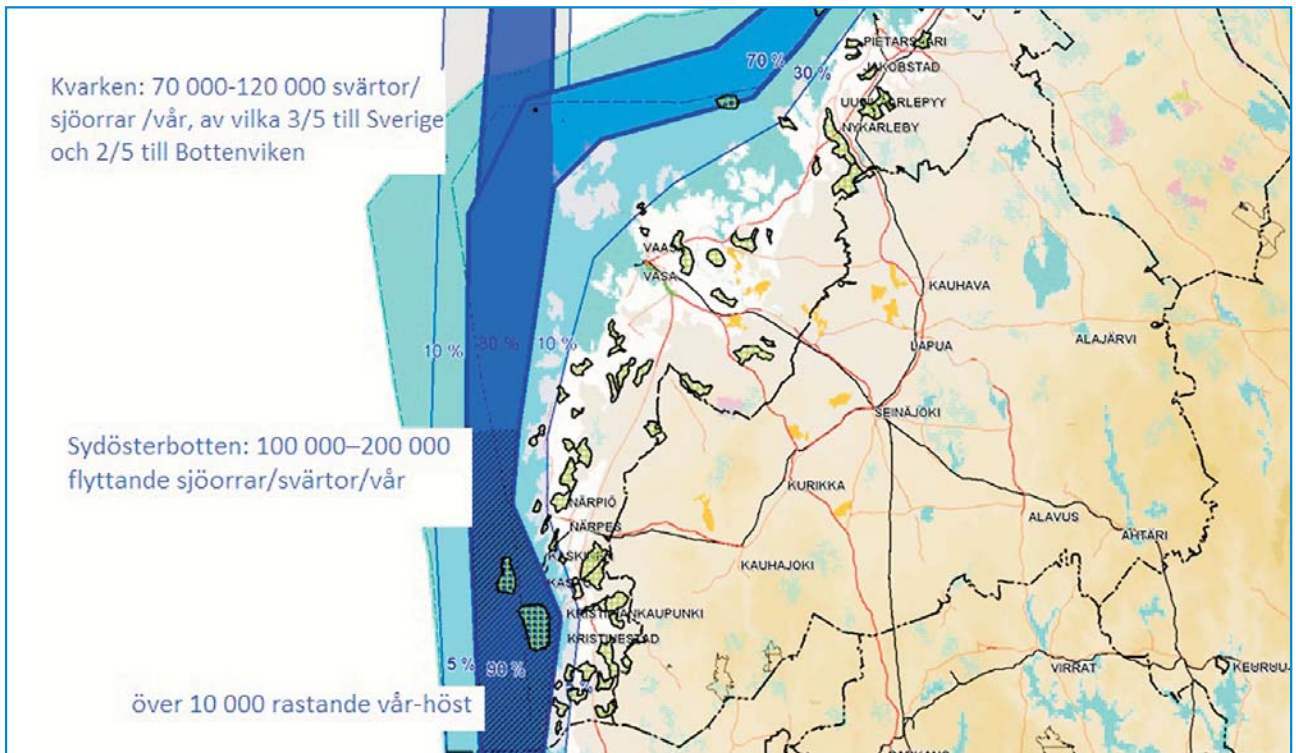 PIETARSAARI
JAKOBSTAD
70 %
30 %
Kvarken: 70 000-120 000 svärtor/
sjöorrar /vår, av vilka 3/5 till Sverige
och 2/5 till Bottenviken
NYKARLEBY
VASA
KAUHAVA
ALAJÄRVI
LAPUA
10 %
80 %
10 %
SEINÄJOKI
Sydösterbotten: 100 000–200 000
flyttande sjöorrar/svärtor/vår
KURIKKA
NÄRPIÖ
NÄRPES
ALAVUS
ÄHTÄRI
KAUHAJOKI
KRISTIINANKAUPUNKI
KRISTINESTAD
5 %
90 %
VIRRAT
över 10 000 rastande vår-höst